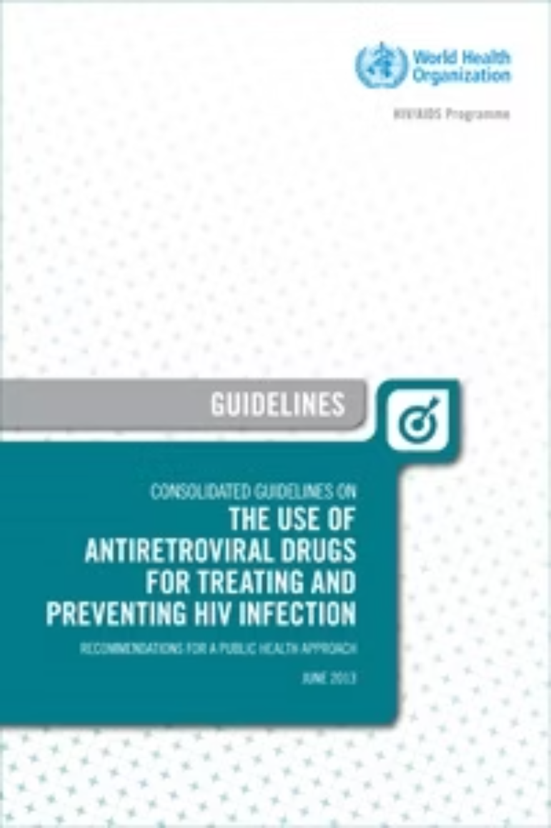 World Health
Organization
HIV/AIDS Programme
GUIDELINES
CONSOLIDATED GUIDELINES ON
THE USE OF
ANTIRETROVIRAL DRUGS
FOR TREATING AND
PREVENTING HIV INFECTION
RECOMMENDATIONS FOR A PUBLIC HEALTH APPROACH
JUNE 2013